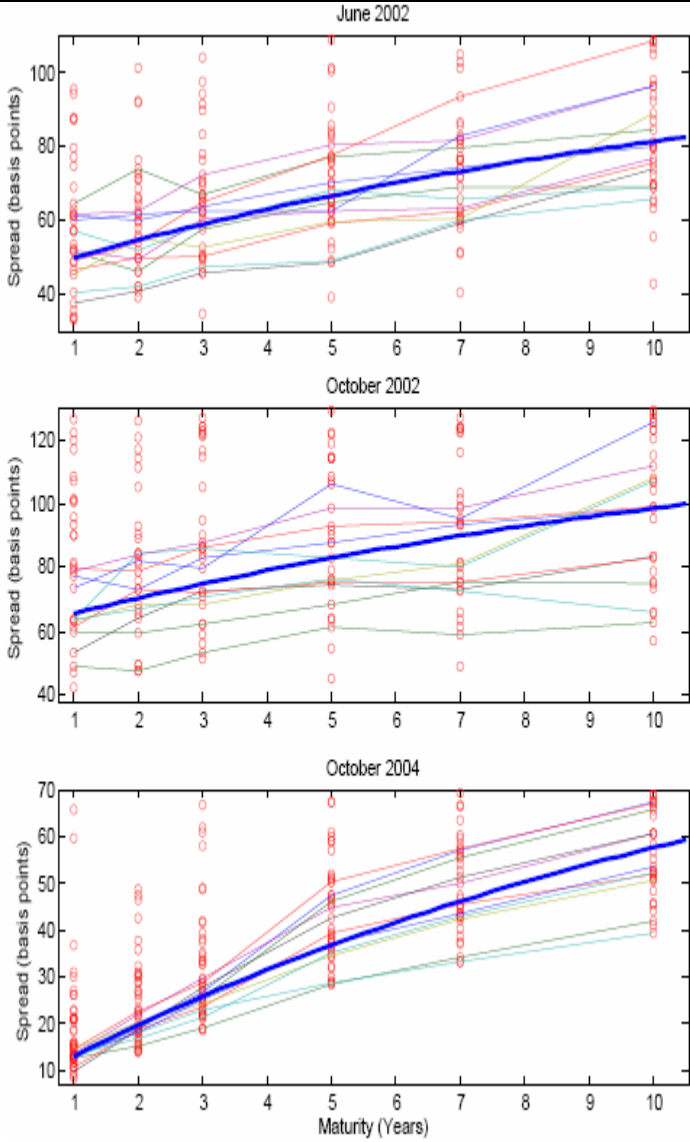 June 2002
Spread (basis points)
100
80
60
40
1 2 3 4 5 6 7 8 9 10
October 2002
Spread (basis points)
120
100
80
60
40
1 2 3 4 5 6 7 8 9 10
October 2004
Spread (basis points)
70
60
50
40
30
20
10
1 2 3 4 5 6 7 8 9 10
Maturity (Years)